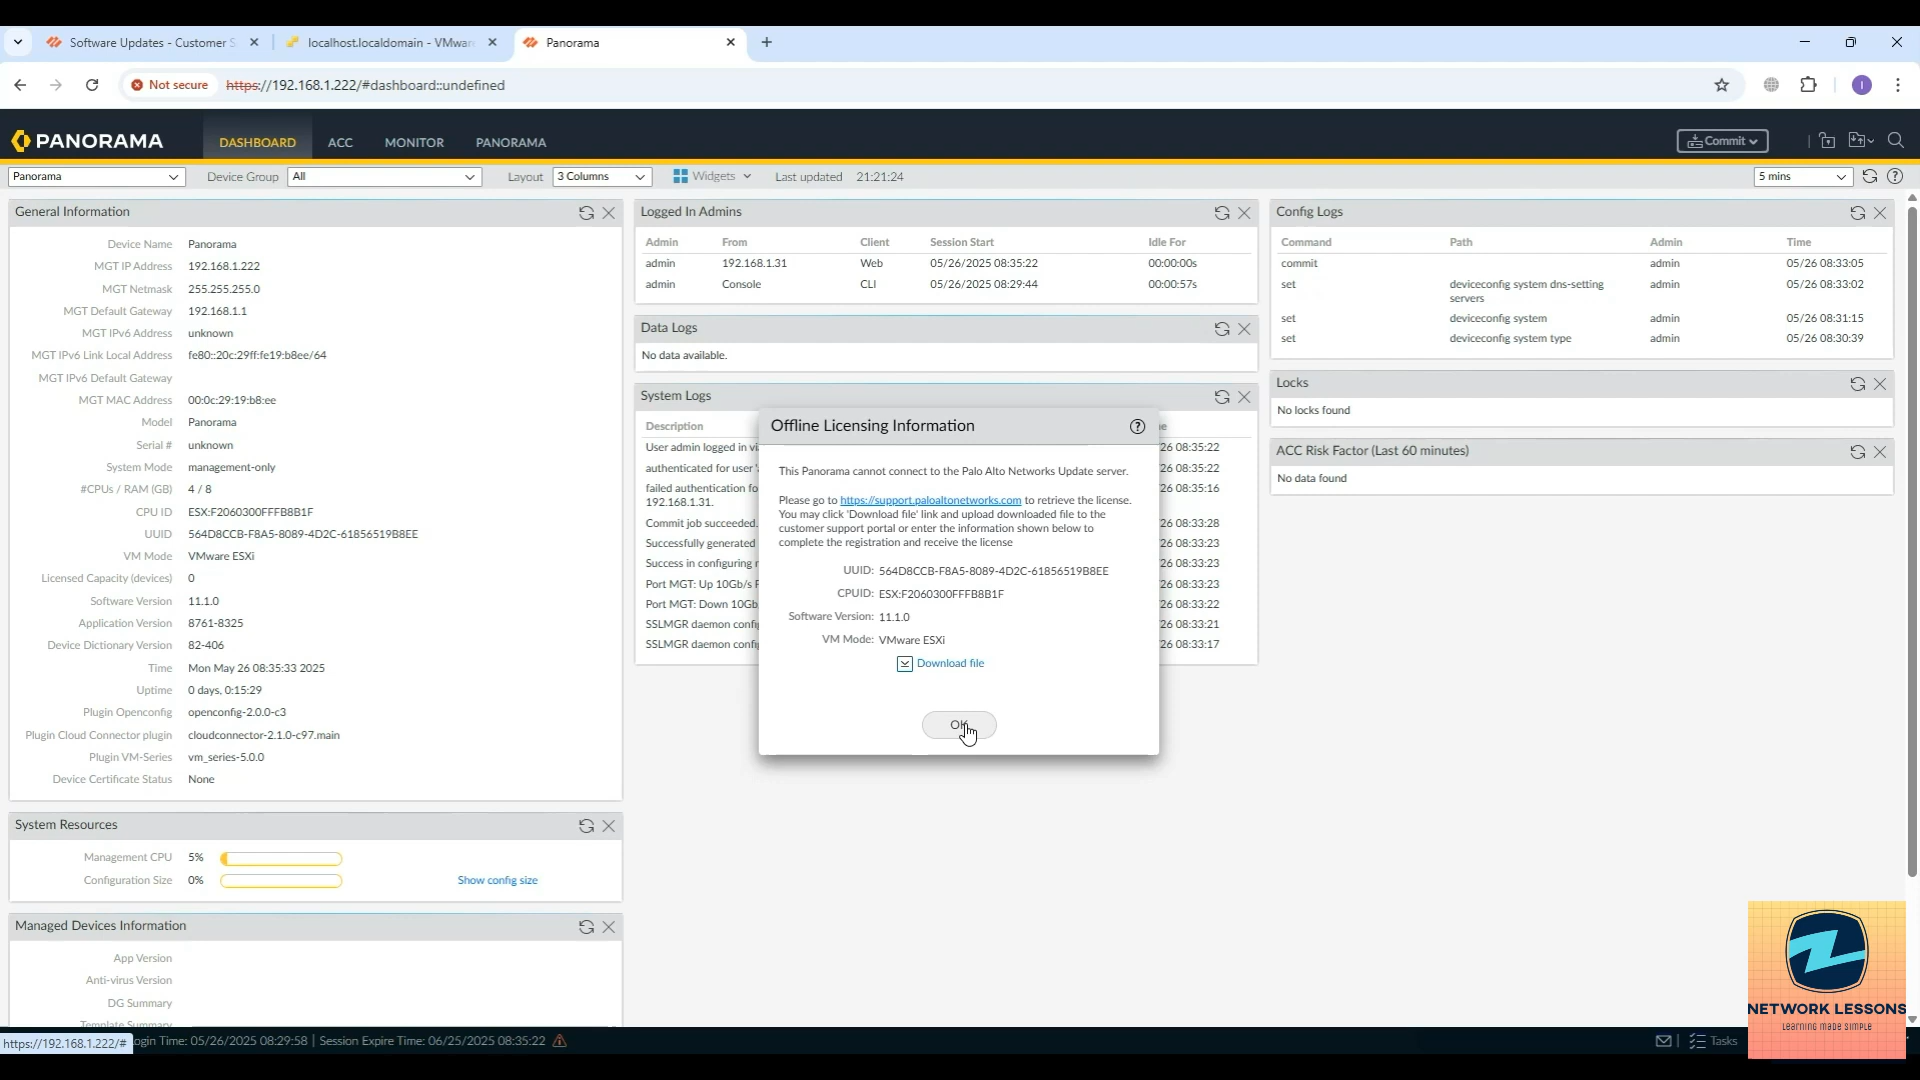 Software Updates - Customer S
localhost.localdomain - VMwar
Panorama
Not secure
https://192.168.1.222/#dashboard::undefined
I
PANORAMA
DASHBOARD
ACC
MONITOR
PANORAMA
Commit
Panorama
Device Group
All
Layout
3 Columns
Widgets
Last updated 21:21:24
5 mins
General Information
Device Name Panorama
MGT IP Address 192.168.1.222
MGT Netmask 255.255.255.0
MGT Default Gateway 192.168.1.1
MGT IPv6 Address unknown
MGT IPv6 Link Local Address fe80::20c:29ff:fe19:b8ee/64
MGT IPv6 Default Gateway
MGT MAC Address 00:0c:29:19:b8:ee
Model Panorama
Serial # unknown
System Mode management-only
#CPUs / RAM (GB) 4 / 8
CPU ID ESX:F2060300FFFB8B1F
UUID 564D8CCB-F8A5-8089-4D2C-61856519B8EE
VM Mode VMware ESXi
Licensed Capacity (devices) 0
Software Version 11.1.0
Application Version 8761-8325
Device Dictionary Version 82-406
Time Mon May 26 08:35:33 2025
Uptime 0 days, 0:15:29
Plugin Openconfig openconfig-2.0.0-c3
Plugin Cloud Connector plugin cloudconnector-2.1.0-c97.main
Plugin VM-Series vm_series-5.0.0
Device Certificate Status None
System Resources
Management CPU 5%
Configuration Size 0%
Show config size
Managed Devices Information
App Version
Anti-virus Version
DG Summary
Template Summary
Logged In Admins
Admin From Client Session Start Idle For
admin 192.168.1.31 Web 05/26/2025 08:35:22 00:00:00s
admin Console CLI 05/26/2025 08:29:44 00:00:57s
Data Logs
No data available.
System Logs
Description
User admin logged in vi 26 08:35:22
authenticated for user ' 26 08:35:22
failed authentication fo 26 08:35:16
192.168.1.31.
Commit job succeeded. 26 08:33:28
Successfully generated 26 08:33:23
Success in configuring 26 08:33:23
Port MGT: Up 10Gb/s F 26 08:33:23
Port MGT: Down 10Gb 26 08:33:22
SSLMGR daemon config 26 08:33:21
SSLMGR daemon config 26 08:33:17
Offline Licensing Information
This Panorama cannot connect to the Palo Alto Networks Update server.
Please go to https://support.paloaltonetworks.com to retrieve the license.
You may click 'Download file' link and upload downloaded file to the
customer support portal or enter the information shown below to
complete the registration and receive the license
UUID: 564D8CCB-F8A5-8089-4D2C-61856519B8EE
CPUID: ESX:F2060300FFFB8B1F
Software Version: 11.1.0
VM Mode: VMware ESXi
Download file
OK
Config Logs
Command Path Admin Time
commit admin 05/26 08:33:05
set deviceconfig system dns-setting servers admin 05/26 08:33:02
set deviceconfig system admin 05/26 08:31:15
set deviceconfig system type admin 05/26 08:30:39
Locks
No locks found
ACC Risk Factor (Last 60 minutes)
No data found
https://192.168.1.222/#
ogin Time: 05/26/2025 08:29:58 | Session Expire Time: 06/25/2025 08:35:22
Tasks
NETWORK LESSONS
Learning made simple